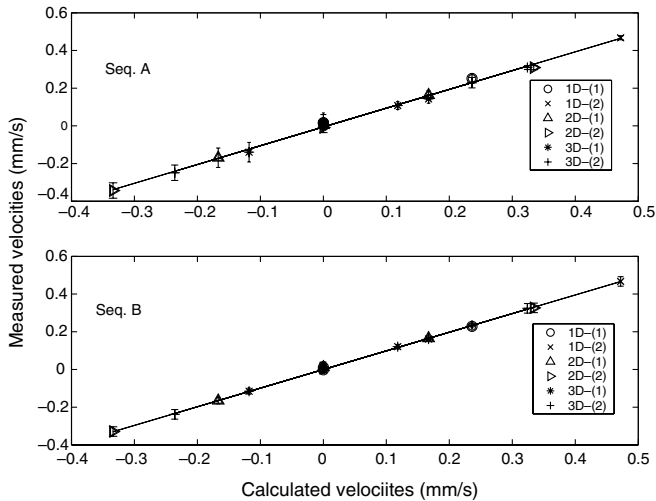 0.6
0.4
0.2
0
−0.2
−0.4
Seq. A
1D−(1)
1D−(2)
2D−(1)
2D−(2)
3D−(1)
3D−(2)
−0.4 −0.3 −0.2 −0.1 0 0.1 0.2 0.3 0.4 0.5
Measured velocities (mm/s)
0.6
0.4
0.2
0
−0.2
−0.4
Seq. B
1D−(1)
1D−(2)
2D−(1)
2D−(2)
3D−(1)
3D−(2)
−0.4 −0.3 −0.2 −0.1 0 0.1 0.2 0.3 0.4 0.5
Calculated velociites (mm/s)